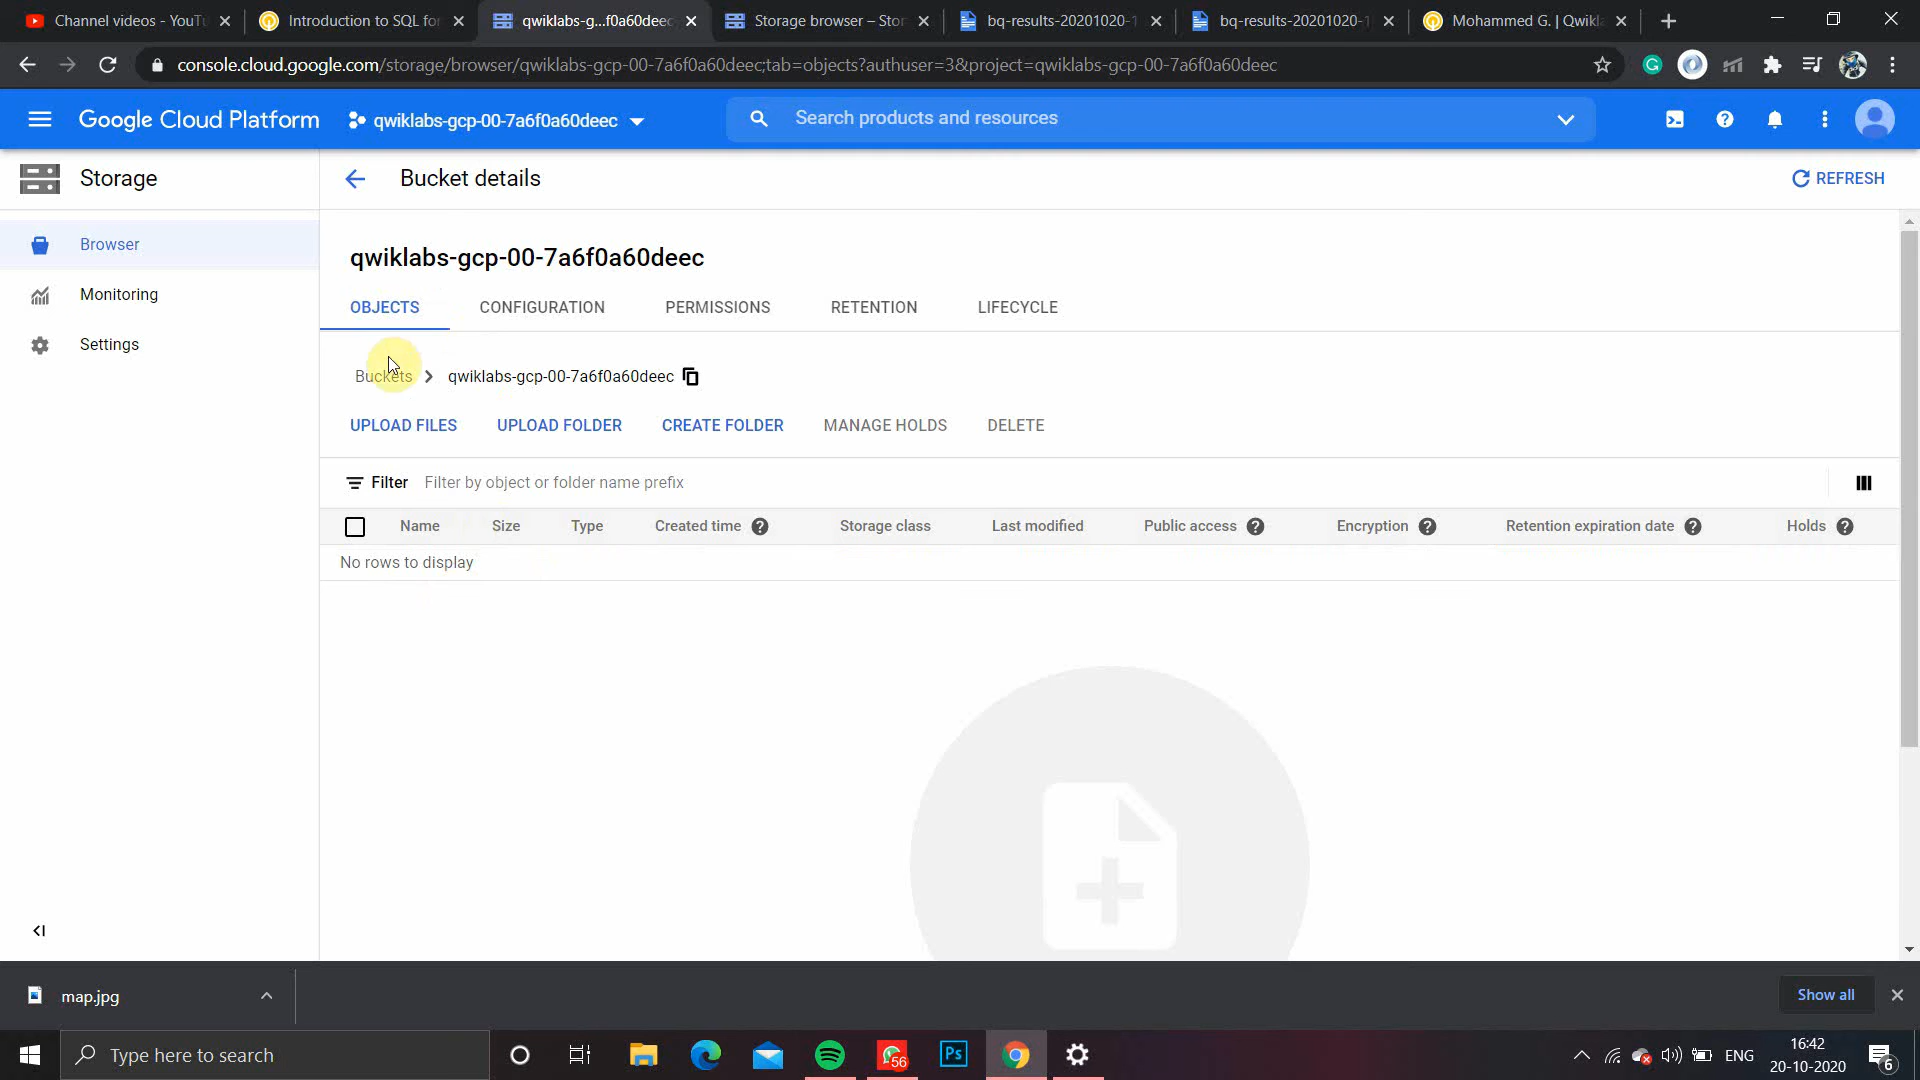 Channel videos - YouTu
Introduction to SQL for
qwiklabs-g...f0a60deec
Storage browser – Stor
bq-results-20201020-1
bq-results-20201020-1
Mohammed G. | Qwikla
console.cloud.google.com/storage/browser/qwiklabs-gcp-00-7a6f0a60deec;tab=objects?authuser=3&project=qwiklabs-gcp-00-7a6f0a60deec
Google Cloud Platform
qwiklabs-gcp-00-7a6f0a60deec
Search products and resources
Storage
Bucket details
REFRESH
Browser
Monitoring
Settings
qwiklabs-gcp-00-7a6f0a60deec
OBJECTS CONFIGURATION PERMISSIONS RETENTION LIFECYCLE
Buckets > qwiklabs-gcp-00-7a6f0a60deec
UPLOAD FILES UPLOAD FOLDER CREATE FOLDER MANAGE HOLDS DELETE
Filter Filter by object or folder name prefix
Name Size Type Created time Storage class Last modified Public access Encryption Retention expiration date Holds
No rows to display
map.jpg
Show all
Type here to search
56
Ps
ENG
16:42
20-10-2020
6